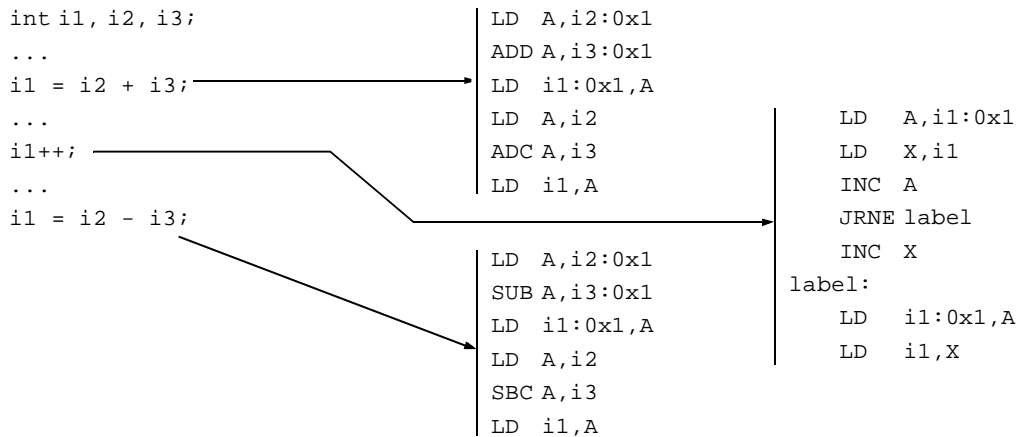 int i1, i2, i3;
...
i1 = i2 + i3;
...
i1++;
...
i1 = i2 - i3;
LD A,i2:0x1
ADD A,i3:0x1
LD i1:0x1,A
LD A,i2
ADC A,i3
LD i1,A
LD A,i1:0x1
LD X,i1
INC A
JRNE label
INC X
label:
LD i1:0x1,A
LD i1,X
LD A,i2:0x1
SUB A,i3:0x1
LD i1:0x1,A
LD A,i2
SBC A,i3
LD i1,A